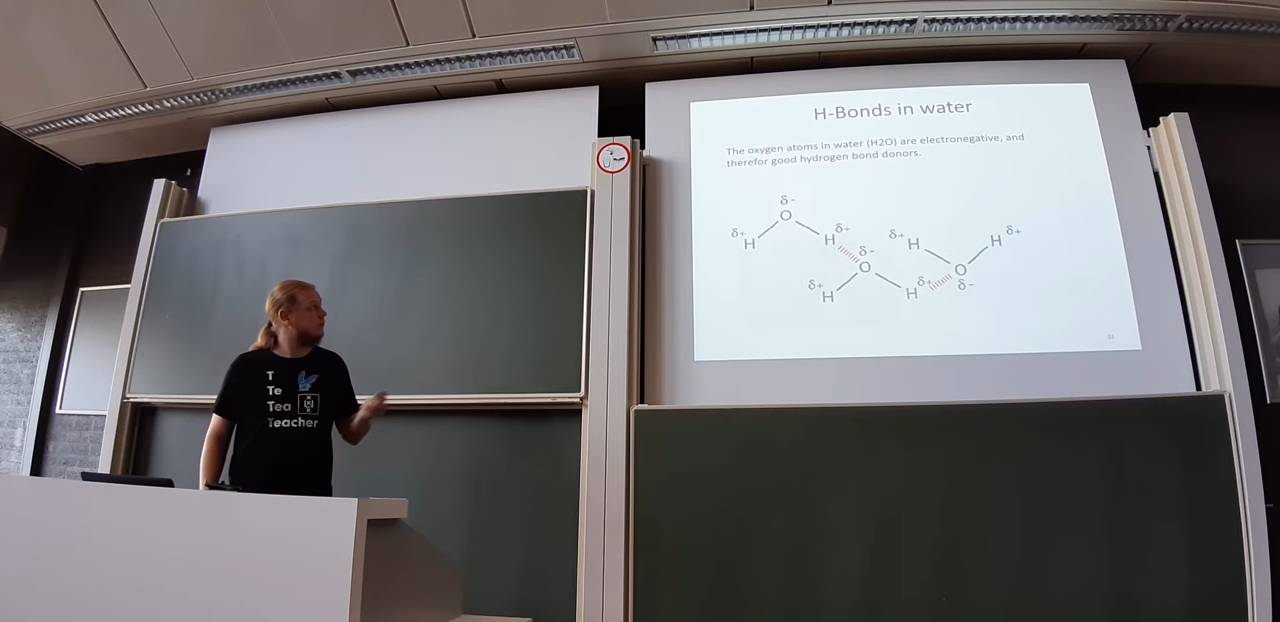 H-Bonds in water
The oxygen atoms in water (H2O) are electronegative, and
therefor good hydrogen bond donors.
δ-
O
δ+
H
H
δ+
δ-
O
δ+
H
H
δ+
δ+
H
H
δ+
O
δ-
31
T
Te
Tea
Teacher